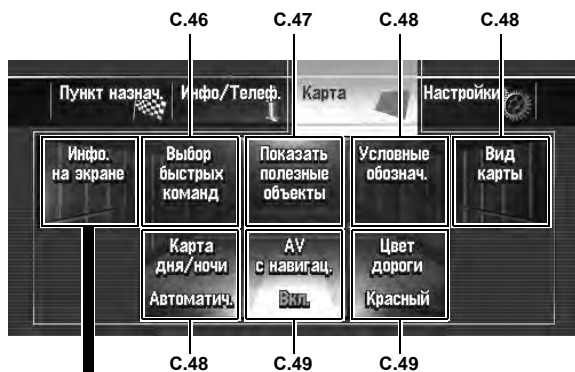 С.46 С.47 С.48 С.48
Пункт назнач. Инфо/Телеф. Карта Настройки
Инфо.
на экране
Выбор
быстрых
команд
Показать
полезные
объекты
Условные
обознач.
Вид
карты
Карта
дня/ночи
Автоматич.
AV
с навигац.
Вкл.
Цвет
дороги
Красный
С.48 С.49 С.49